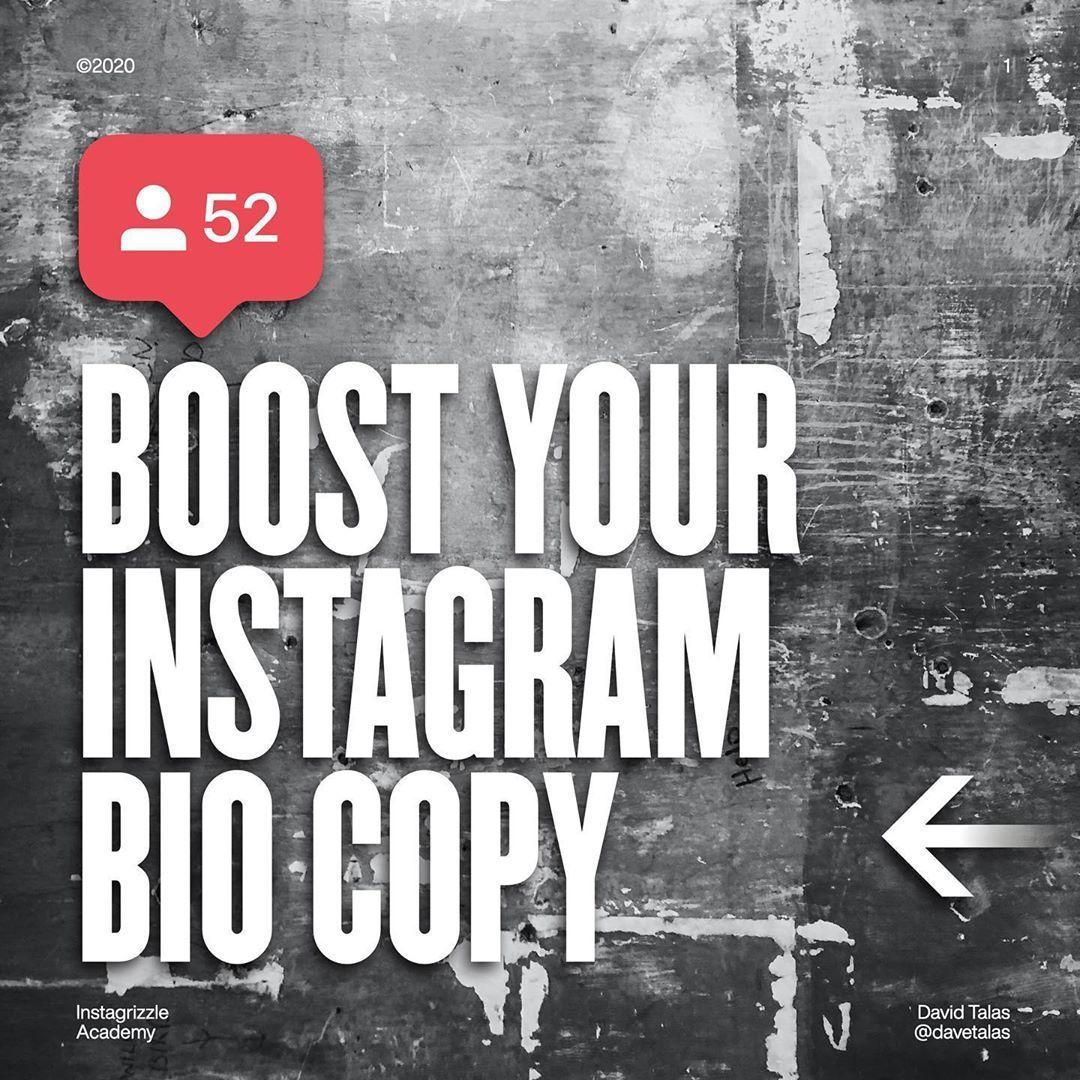 ©2020
1
52
BOOST YOUR
INSTAGRAM
BIO COPY
Instagrizzle
Academy
David Talas
@davetalas